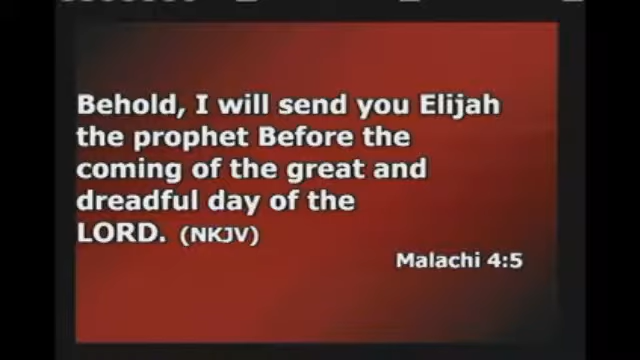 Behold, I will send you Elijah
the prophet Before the
coming of the great and
dreadful day of the
LORD. (NKJV)
Malachi 4:5